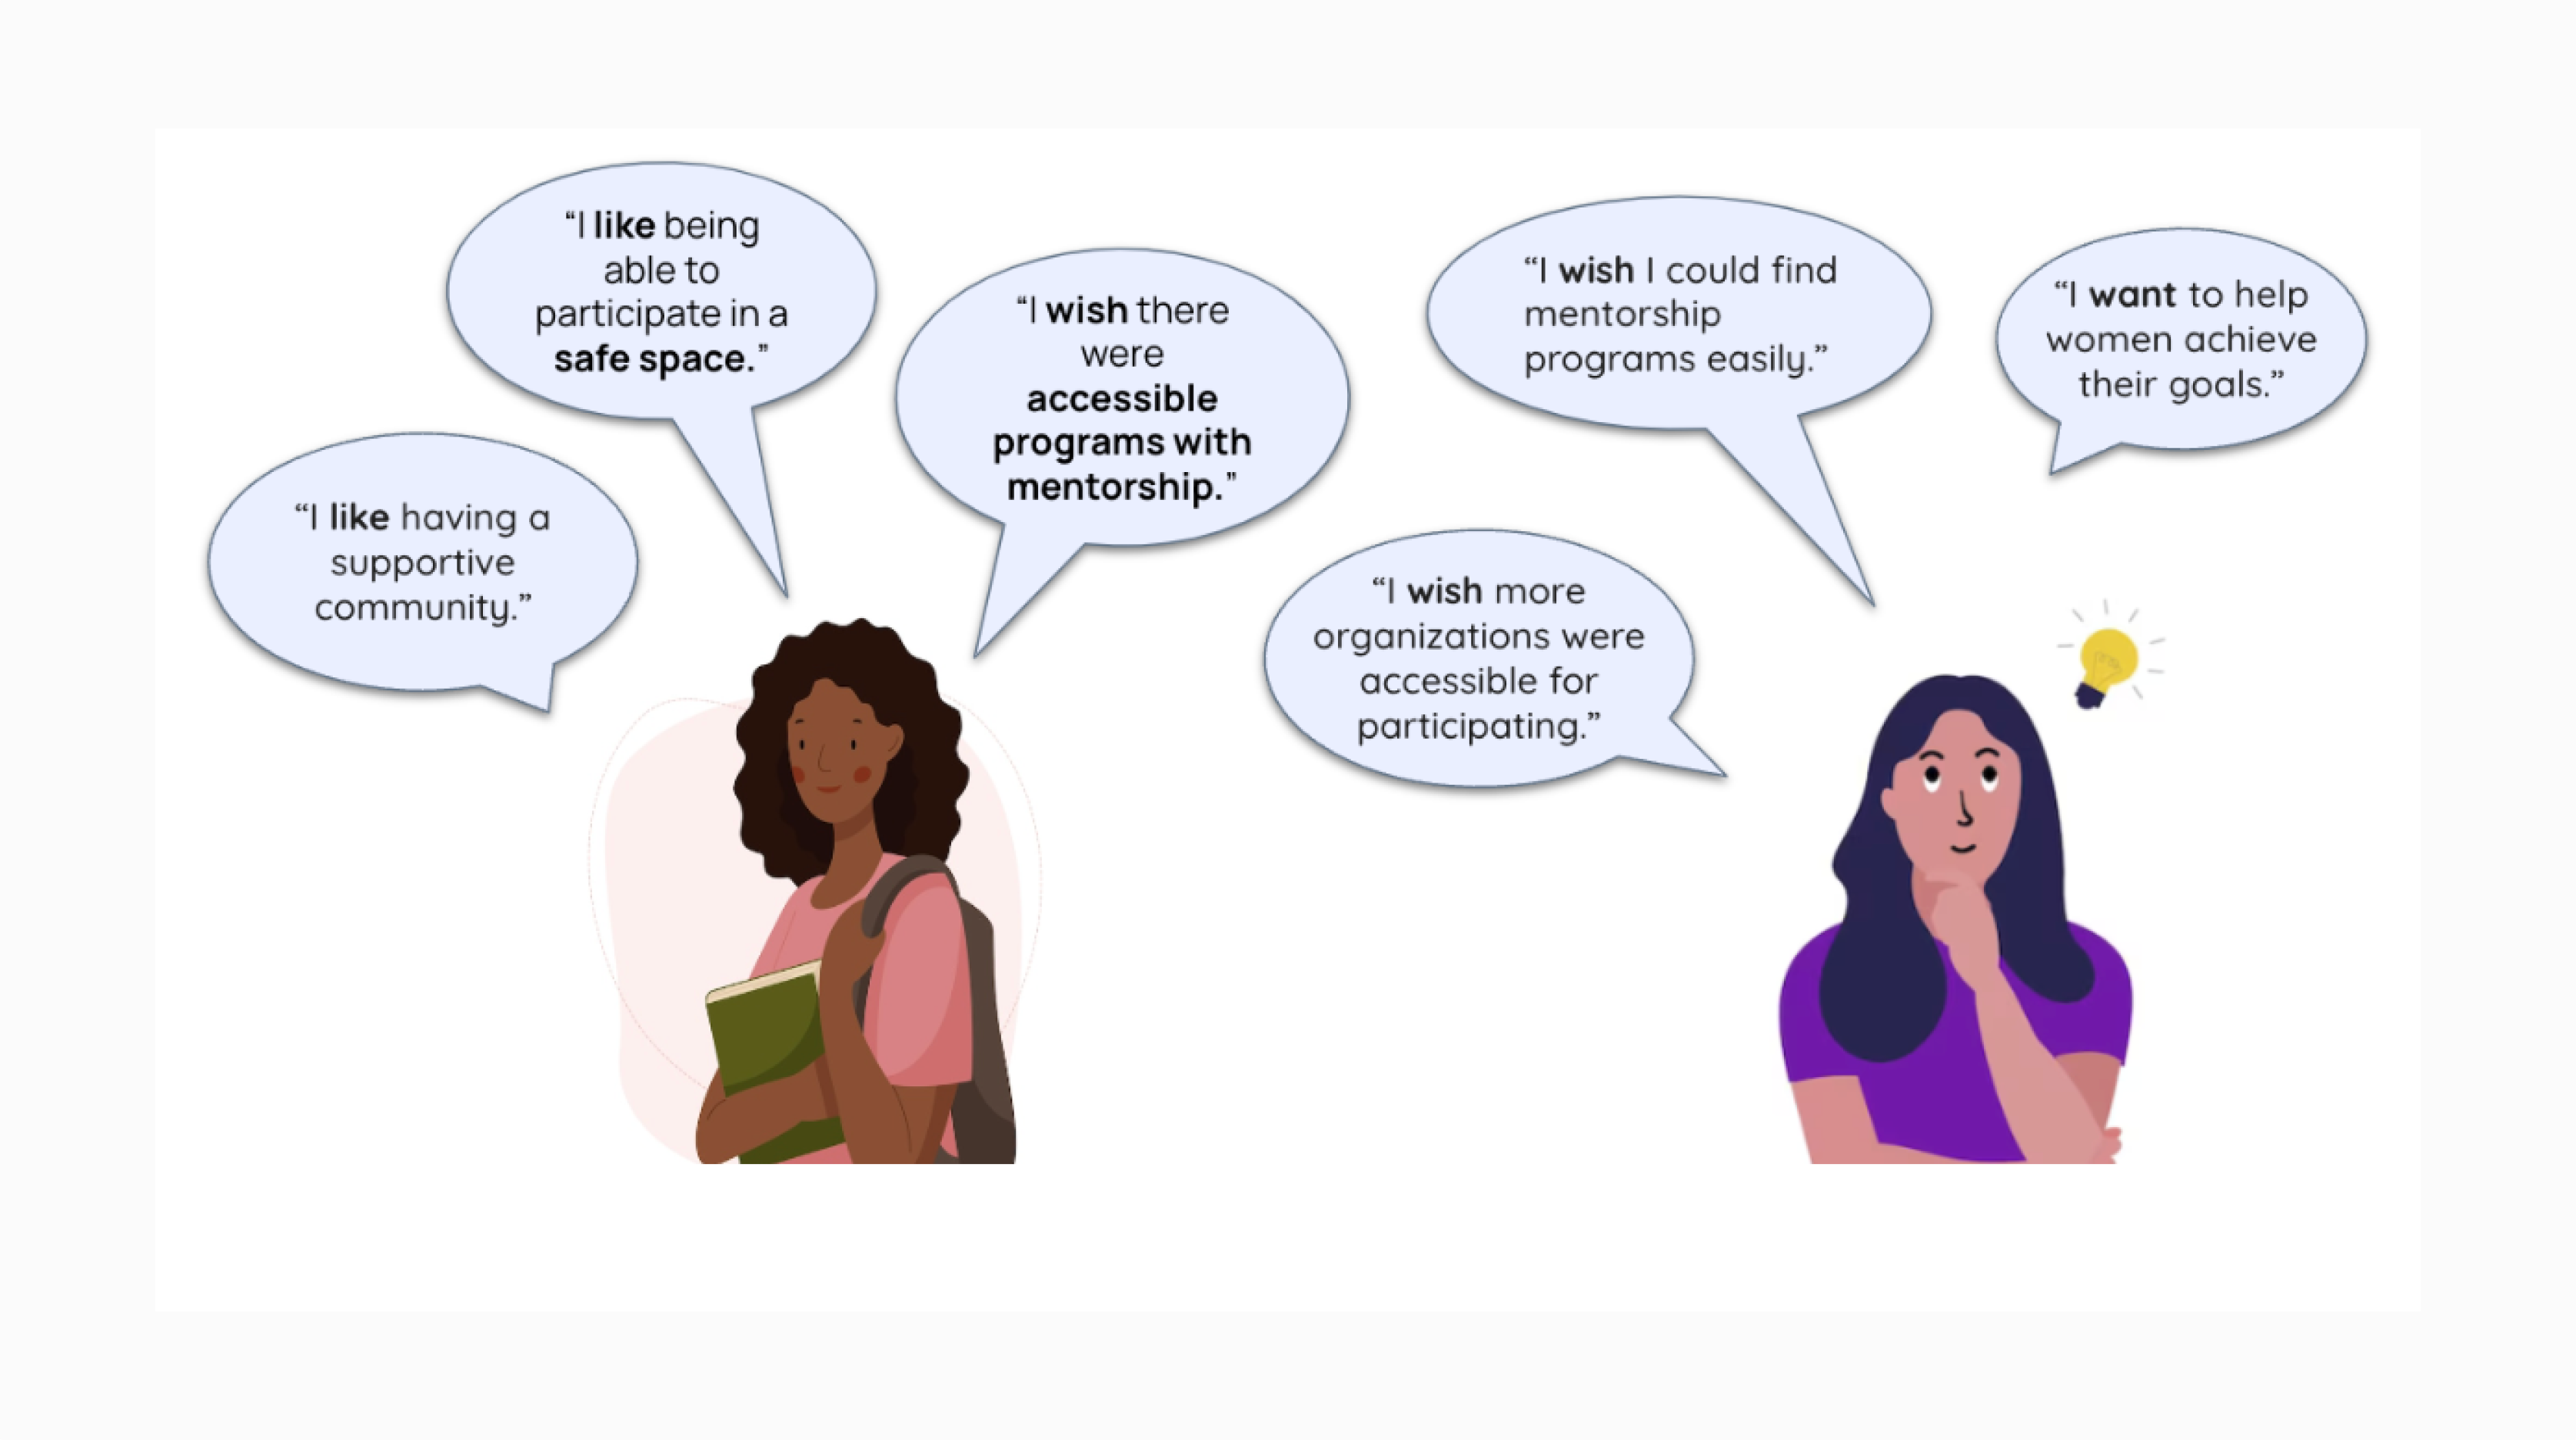 “I like being
able to
participate in a
safe space.”
“I wish there
were
accessible
programs with
mentorship.”
“I like having a
supportive
community.”
“I wish I could find
mentorship
programs easily.”
“I want to help
women achieve
their goals.”
“I wish more
organizations were
accessible for
participating.”